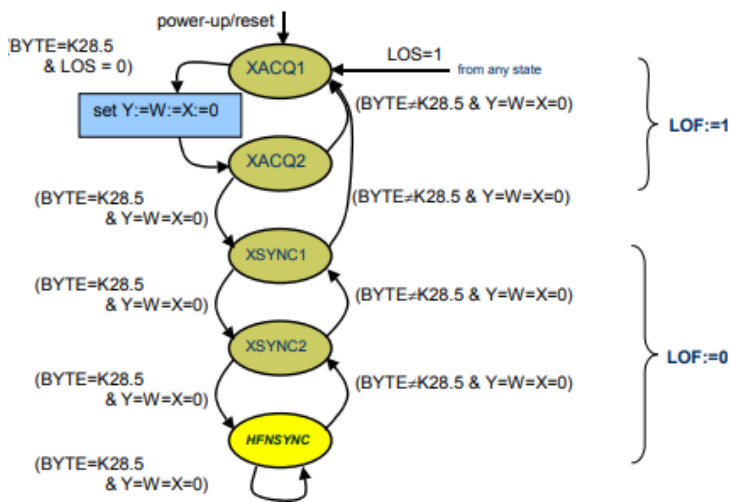 power-up/reset
(BYTE=K28.5
& LOS = 0)
XACQ1
LOS=1
from any state
set Y:=W:=X:=0
(BYTE≠K28.5 & Y=W=X=0)
LOF:=1
XACQ2
(BYTE=K28.5
& Y=W=X=0)
(BYTE≠K28.5 & Y=W=X=0)
XSYNC1
(BYTE=K28.5
& Y=W=X=0)
(BYTE≠K28.5 & Y=W=X=0)
XSYNC2
LOF:=0
(BYTE=K28.5
& Y=W=X=0)
(BYTE≠K28.5 & Y=W=X=0)
HFNSYNC
(BYTE=K28.5
& Y=W=X=0)